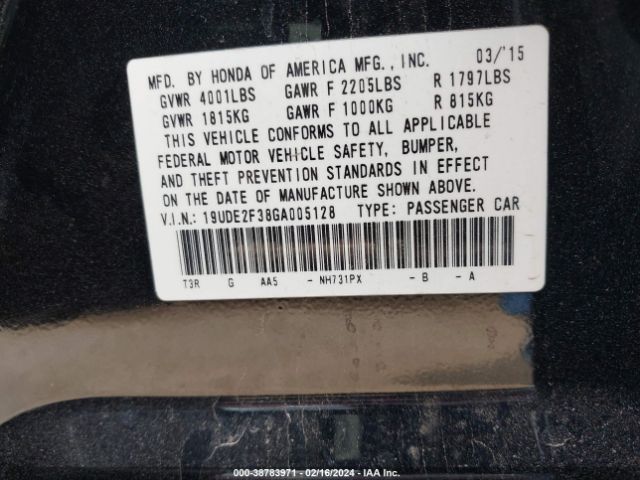 MFD. BY HONDA OF AMERICA MFG.,INC. 03/'15
GVWR 4001LBS GAWR F 2205LBS R 1797LBS
GVWR 1815KG GAWR F 1000KG R 815KG
THIS VEHICLE CONFORMS TO ALL APPLICABLE
FEDERAL MOTOR VEHICLE SAFETY, BUMPER,
AND THEFT PREVENTION STANDARDS IN EFFECT
ON THE DATE OF MANUFACTURE SHOWN ABOVE.
V.I.N.: 19UDE2F38GA005128 TYPE: PASSENGER CAR
T3R G AA5 - NH731PX - B - A
000-38783971 - 02/16/2024 - IAA Inc.